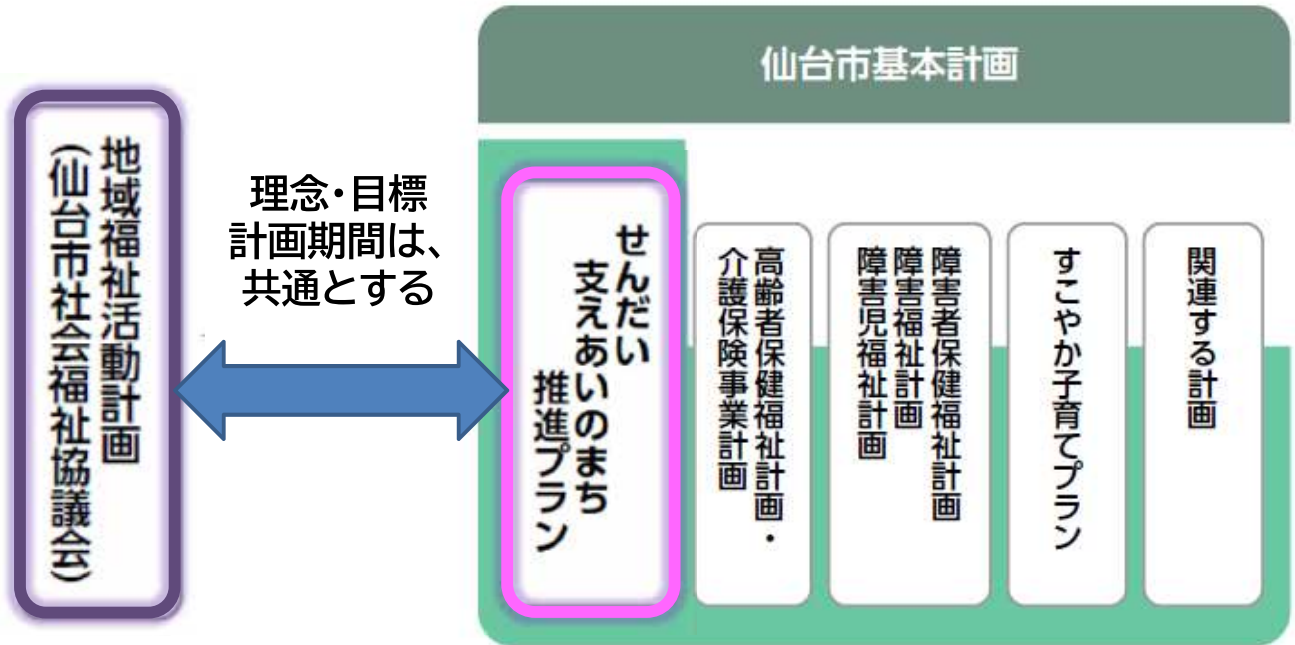 仙台市基本計画
地域福祉活動計画
(仙台市社会福祉協議会)
理念・目標
計画期間は、
共通とする
せんだい
支えあいのまち
推進プラン
高齢者保健福祉計画・
介護保険事業計画
障害者保健福祉計画
障害福祉計画
障害児福祉計画
すこやか子育てプラン
関連する計画